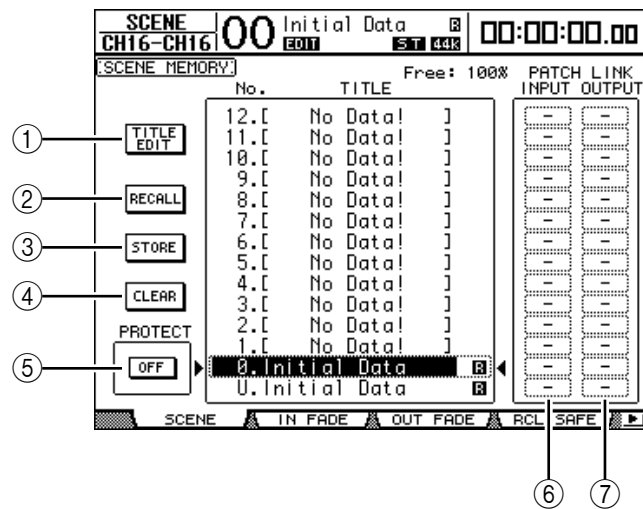 SCENE
CH16-CH16
00
Initial Data R
EDIT ST 44K
00:00:00.00
SCENE MEMORY
Free: 100%
PATCH LINK
No. TITLE
INPUT OUTPUT
12.[ No Data! ] - -
① TITLE EDIT
11.[ No Data! ] - -
10.[ No Data! ] - -
9.[ No Data! ] - -
② RECALL
8.[ No Data! ] - -
7.[ No Data! ] - -
③ STORE
6.[ No Data! ] - -
5.[ No Data! ] - -
④ CLEAR
4.[ No Data! ] - -
3.[ No Data! ] - -
PROTECT
2.[ No Data! ] - -
1.[ No Data! ] - -
⑤ OFF
0.Initial Data R - -
U.Initial Data R - -
SCENE IN FADE OUT FADE RCL SAFE
⑥ ⑦